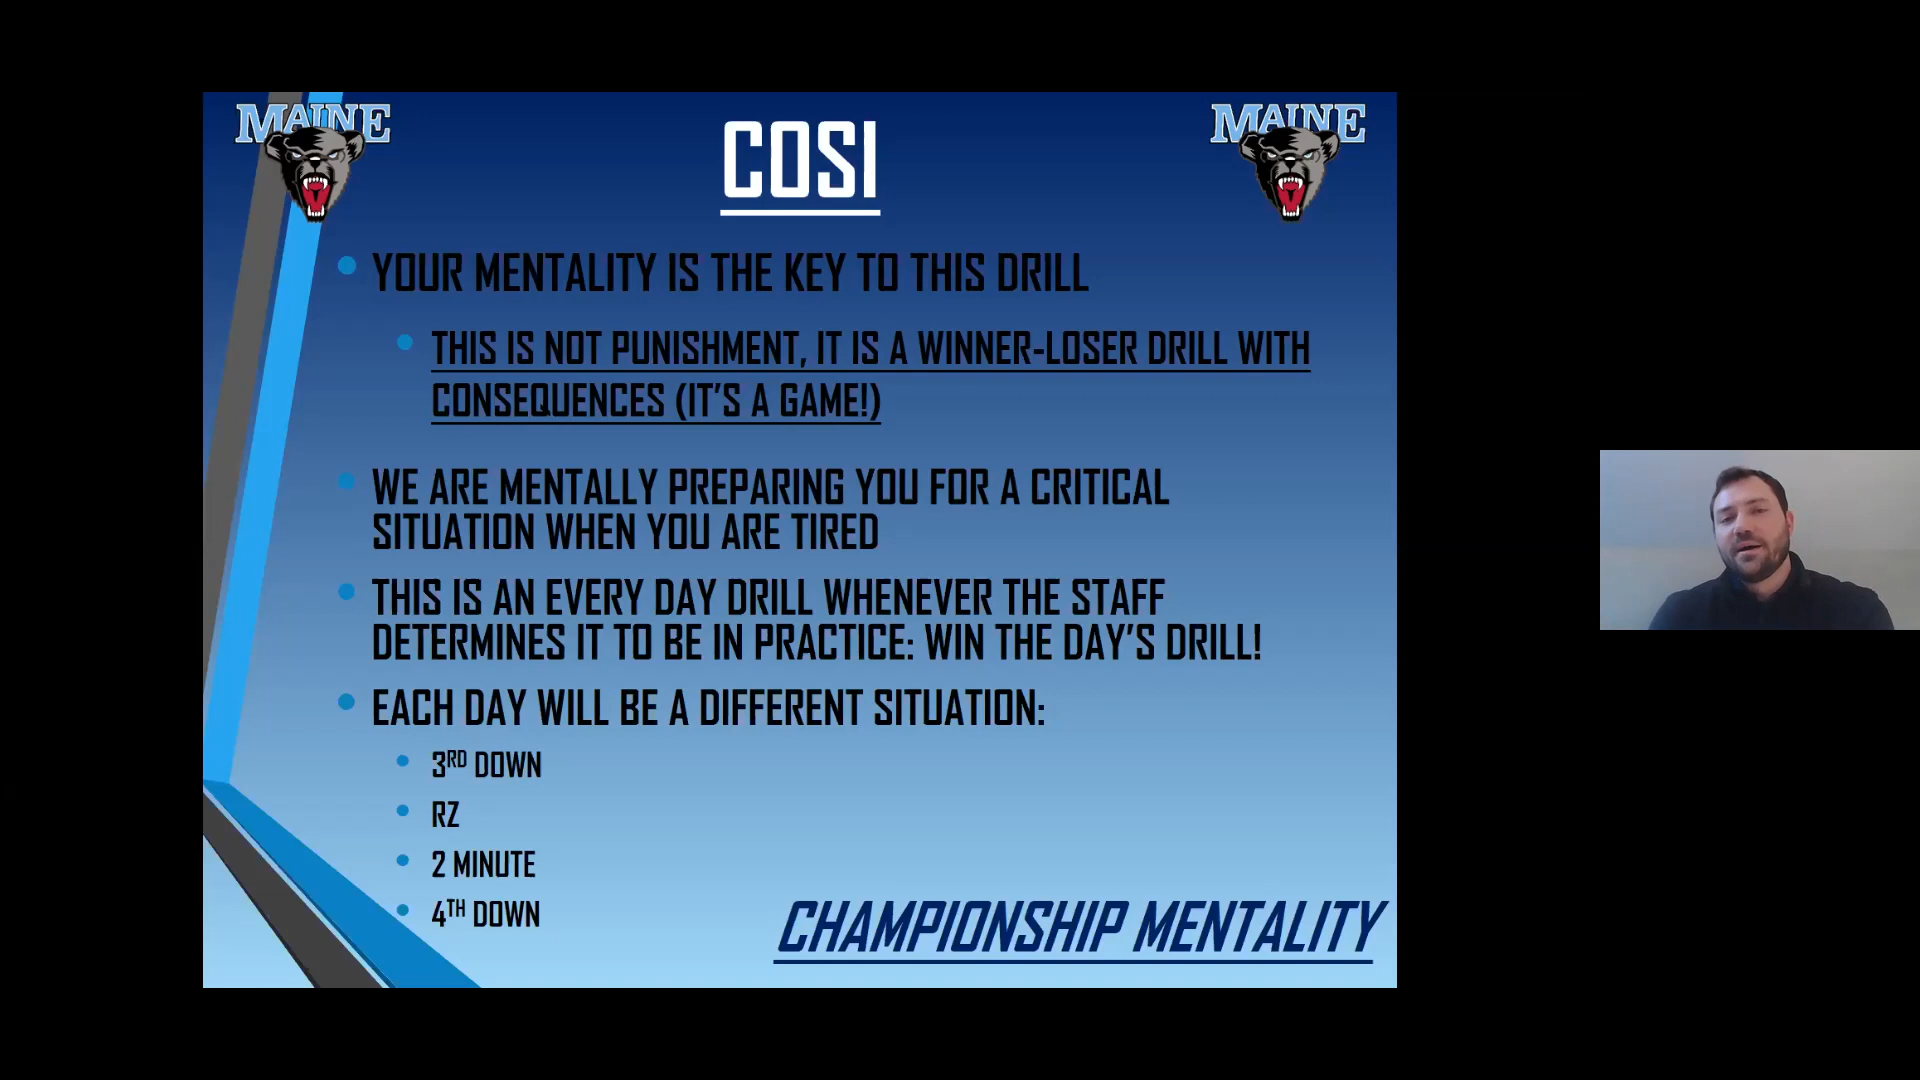 MAINE
MAINE
COSI
YOUR MENTALITY IS THE KEY TO THIS DRILL
THIS IS NOT PUNISHMENT, IT IS A WINNER-LOSER DRILL WITH
CONSEQUENCES (IT'S A GAME!)
WE ARE MENTALLY PREPARING YOU FOR A CRITICAL
SITUATION WHEN YOU ARE TIRED
THIS IS AN EVERY DAY DRILL WHENEVER THE STAFF
DETERMINES IT TO BE IN PRACTICE: WIN THE DAY'S DRILL!
EACH DAY WILL BE A DIFFERENT SITUATION:
3RD DOWN
RZ
2 MINUTE
4TH DOWN
CHAMPIONSHIP MENTALITY